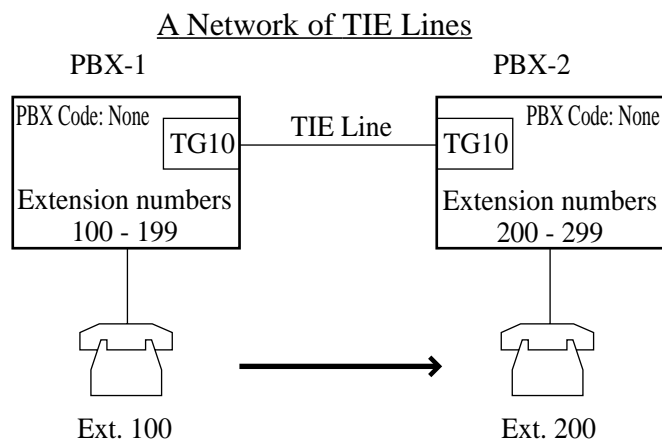 A Network of TIE Lines
PBX-1
PBX-2
PBX Code: None
TG10
TIE Line
TG10
PBX Code: None
Extension numbers
100 - 199
Extension numbers
200 - 299
Ext. 100
Ext. 200